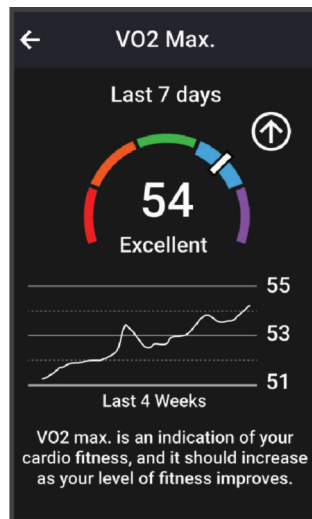 VO2 Max.
Last 7 days
54
Excellent
55
53
51
Last 4 Weeks
VO2 max. is an indication of your
cardio fitness, and it should increase
as your level of fitness improves.